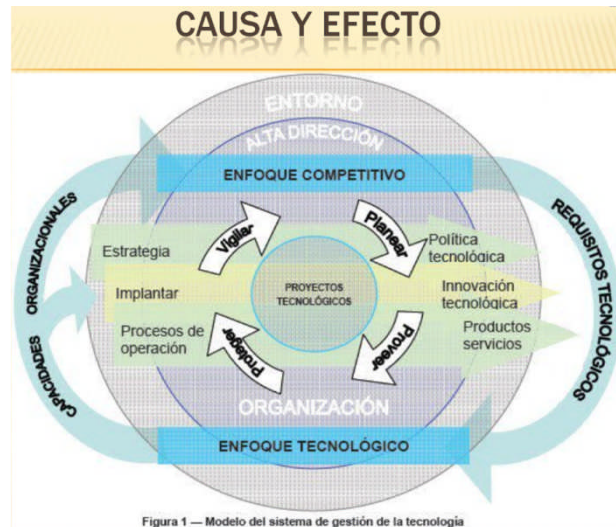 CAUSA Y EFECTO
ENTORNO
ALTA DIRECCIÓN
ENFOQUE COMPETITIVO
ORGANIZACIONALES
CAPACIDADES
REQUISITOS TECNOLOGICOS
Vigilar
Planear
Estrategia
Política
tecnológica
Implantar
PROYECTOS
TECNOLÓGICOS
Innovación
tecnológica
Procesos de
operación
Proteger
Proveer
Productos
servicios
ORGANIZACIÓN
ENFOQUE TECNOLÓGICO
Figura 1 — Modelo del sistema de gestión de la tecnología